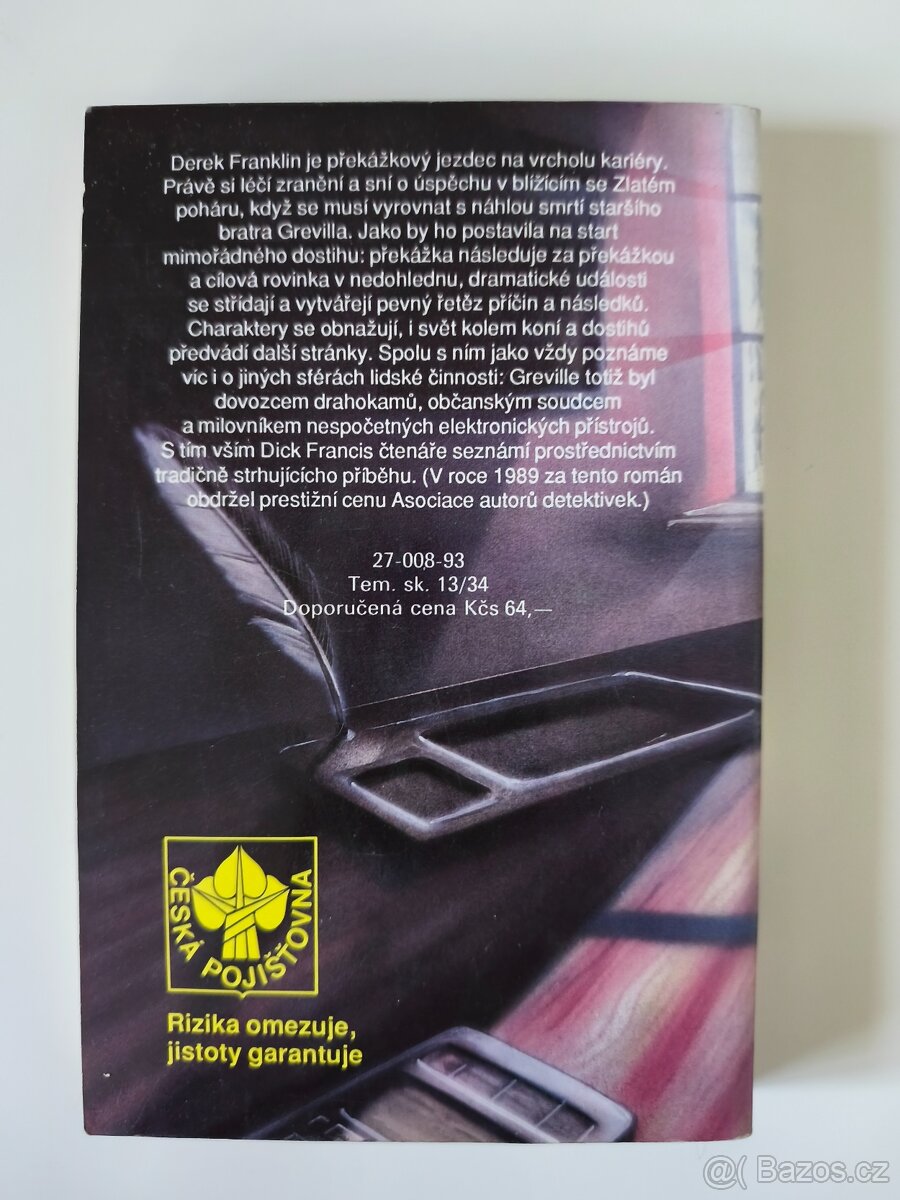 Derek Franklin je překážkový jezdec na vrcholu kariéry.
Právě si léčí zranění a sní o úspěchu v blížícím se Zlatém
poháru, když se musí vyrovnat s náhlou smrtí staršího
bratra Grevilla. Jako by ho postavila na start
mimořádného dostihu: překážka následuje za překážkou
a cílová rovinka v nedohlednu, dramatické události
se střídají a vytvářejí pevný řetěz příčin a následků.
Charaktery se obnažují, i svět kolem koní a dostihů
předvádí další stránky. Spolu s ním jako vždy poznáme
víc i o jiných sférách lidské činnosti: Greville totiž byl
dovozcem drahokamů, občanským soudcem
a milovníkem nespočetných elektronických přístrojů.
S tím vším Dick Francis čtenáře seznámí prostřednictvím
tradičně strhujícícho příběhu. (V roce 1989 za tento román
obdržel prestižní cenu Asociace autorů detektivek.)
27-008-93
Tem. sk. 13/34
Doporučená cena Kčs 64,—
ČESKÁ POJIŠŤOVNA
Rizika omezuje,
jistoty garantuje
@( Bazos.cz